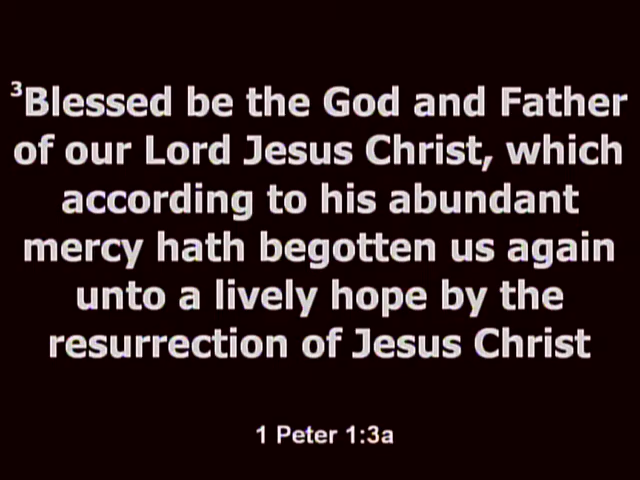 ³Blessed be the God and Father
of our Lord Jesus Christ, which
according to his abundant
mercy hath begotten us again
unto a lively hope by the
resurrection of Jesus Christ
1 Peter 1:3a